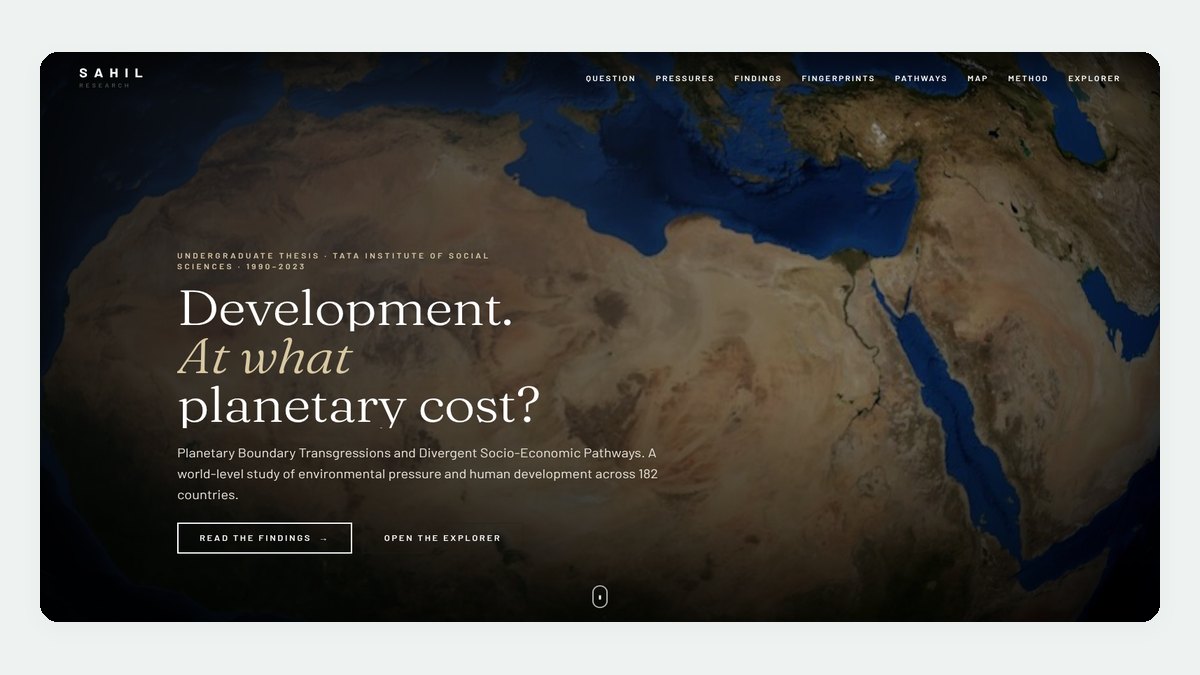 SAHIL
RESEARCH
QUESTION PRESSURES FINDINGS FINGERPRINTS PATHWAYS MAP METHOD EXPLORER
UNDERGRADUATE THESIS · TATA INSTITUTE OF SOCIAL
SCIENCES · 1990–2023
Development.
At what
planetary cost?
Planetary Boundary Transgressions and Divergent Socio-Economic Pathways. A
world-level study of environmental pressure and human development across 182
countries.
READ THE FINDINGS → OPEN THE EXPLORER